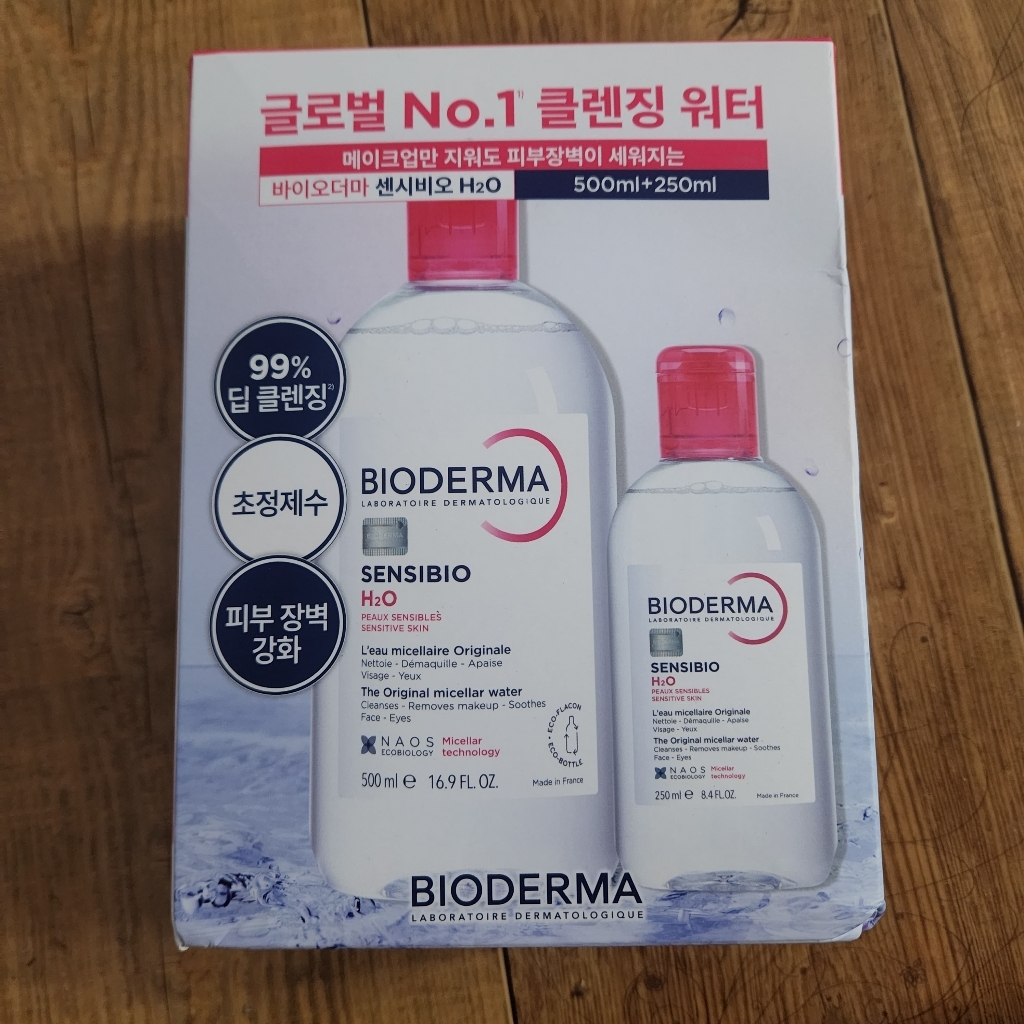 글로벌 No.1¹⁾ 클렌징 워터
메이크업만 지워도 피부장벽이 세워지는
바이오더마 센시비오 H2O 500ml+250ml
99%
딥 클렌징²⁾
초정제수
피부 장벽
강화
BIODERMA
LABORATOIRE DERMATOLOGIQUE
SENSIBIO
H2O
PEAUX SENSIBLES
SENSITIVE SKIN
L'eau micellaire Originale
Nettoie - Démaquille - Apaise
Visage - Yeux
The Original micellar water
Cleanses - Removes makeup - Soothes
Face - Eyes
NAOS
ECOBIOLOGY
Micellar
technology
ECO-FLACON • ECO-BOTTLE •
500 ml e 16.9 FL. OZ.
Made in France
BIODERMA
LABORATOIRE DERMATOLOGIQUE
SENSIBIO
H2O
PEAUX SENSIBLES
SENSITIVE SKIN
L'eau micellaire Originale
Nettoie - Démaquille - Apaise
Visage - Yeux
The Original micellar water
Cleanses - Removes makeup - Soothes
Face - Eyes
NAOS
ECOBIOLOGY
Micellar
technology
250 ml e 8.4 FL.OZ.
Made in France
BIODERMA
LABORATOIRE DERMATOLOGIQUE